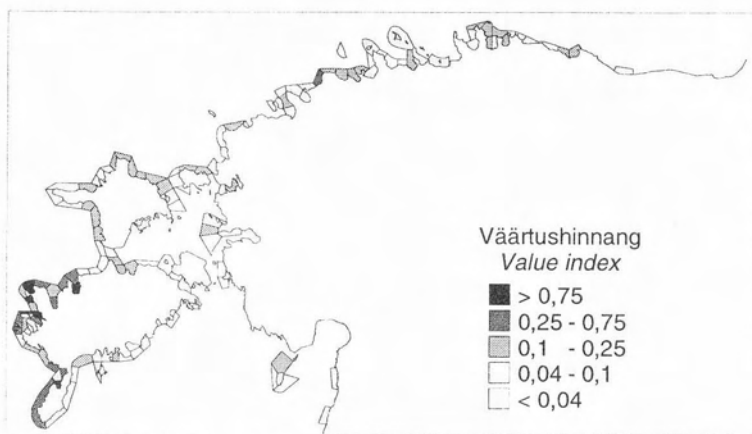 Väärtushinnang
Value index
> 0,75
0,25 - 0,75
0,1 - 0,25
0,04 - 0,1
< 0,04